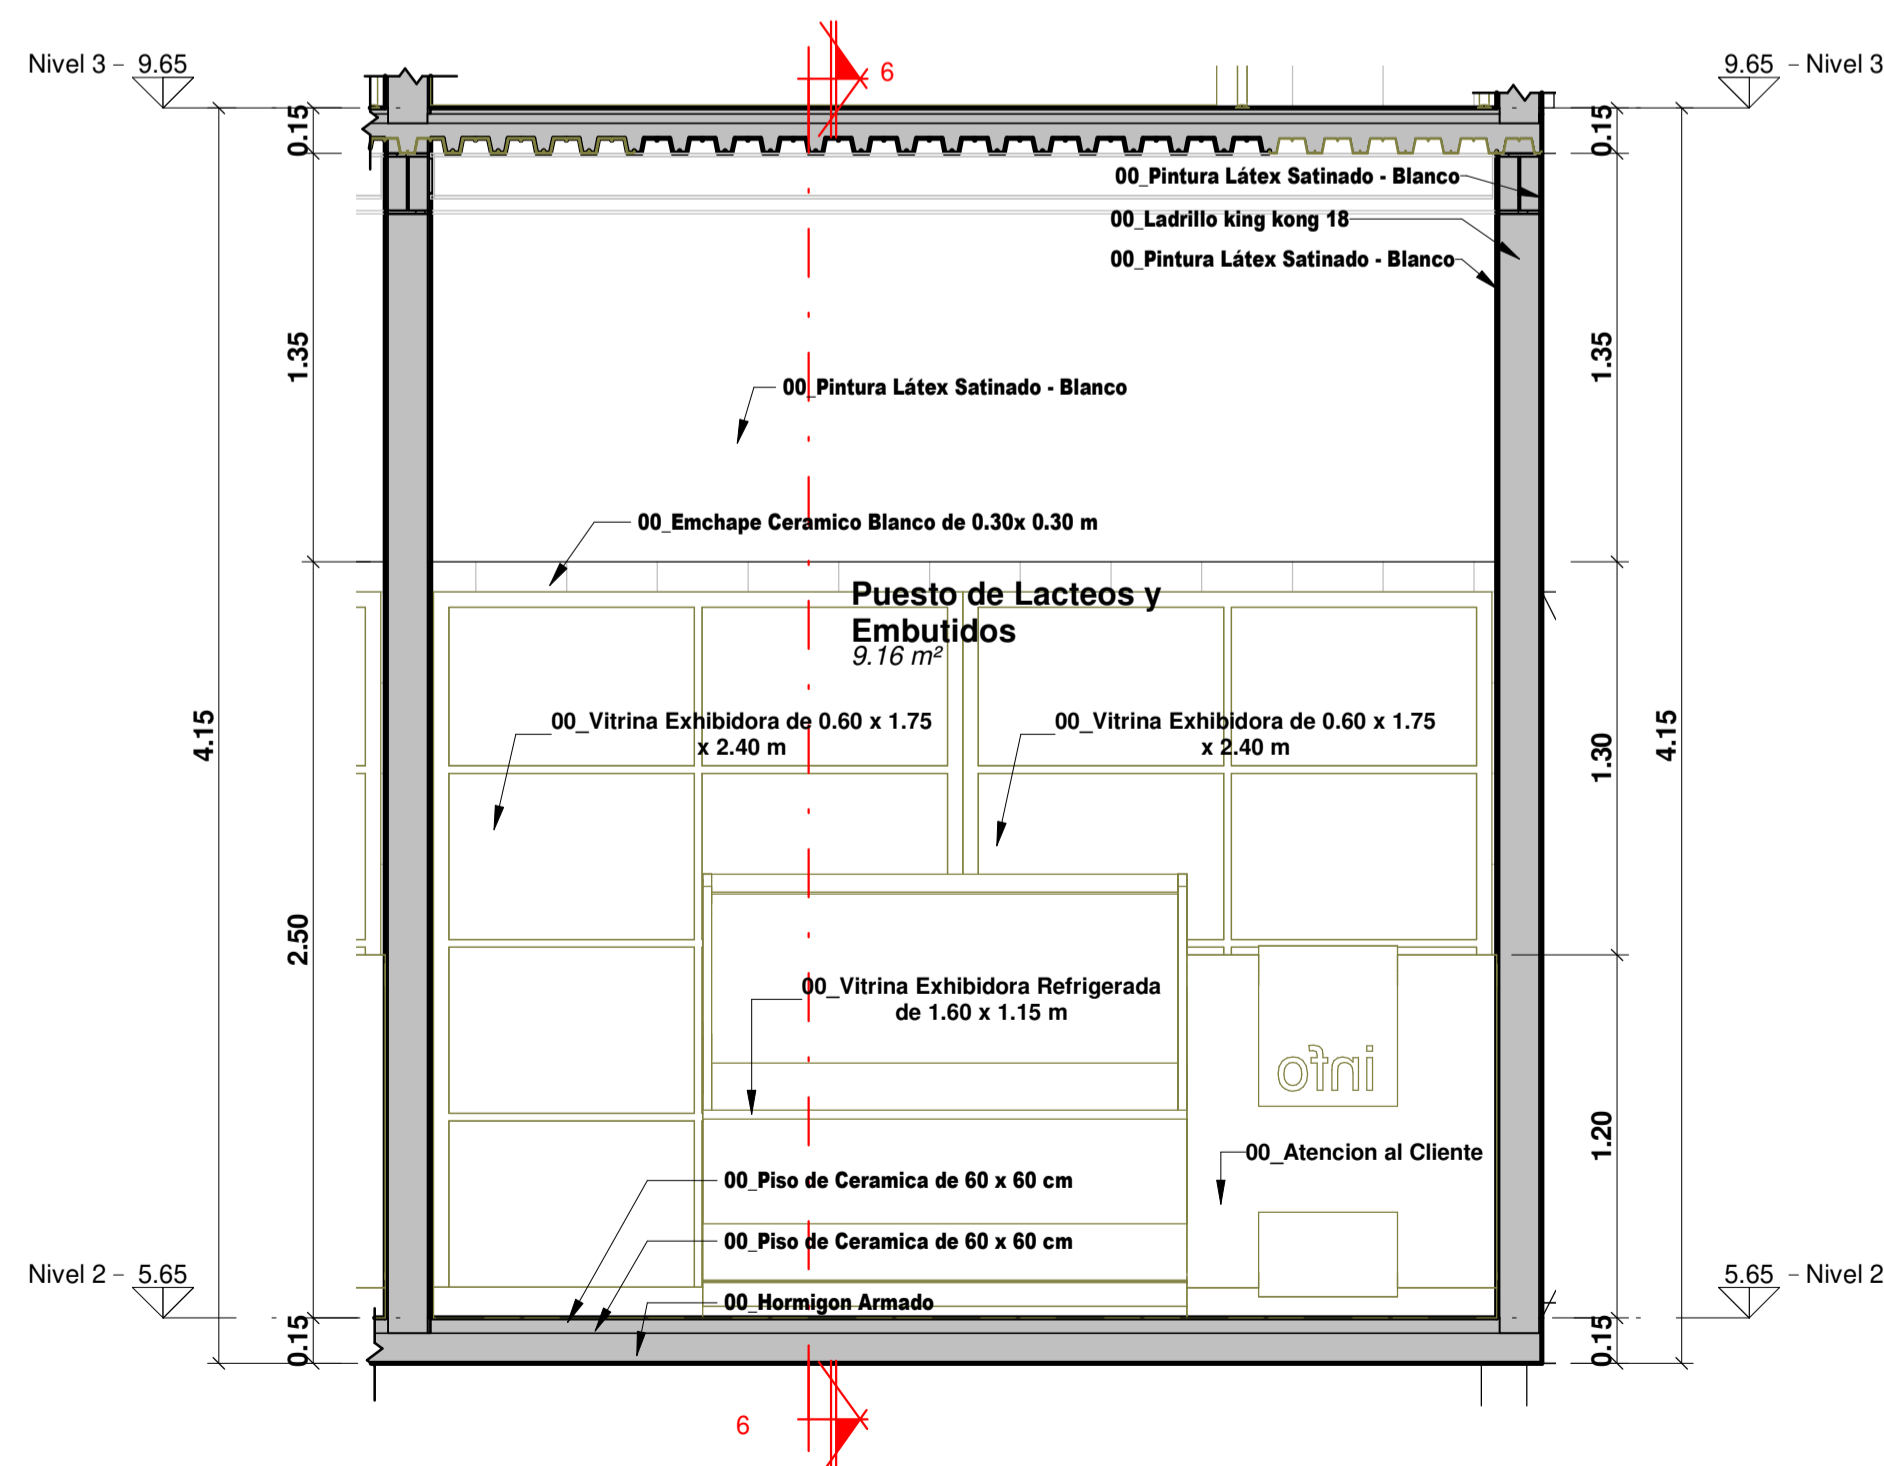 6
Nivel 3 - 9.65
9.65 - Nivel 3
0.15
0.15
00_Pintura Látex Satinado - Blanco
00_Ladrillo king kong 18
00_Pintura Látex Satinado - Blanco
1.35
1.35
00_Pintura Látex Satinado - Blanco
00_Emchape Ceramico Blanco de 0.30x 0.30 m
Puesto de Lacteos y
Embutidos
9.16 m²
00_Vitrina Exhibidora de 0.60 x 1.75
x 2.40 m
00_Vitrina Exhibidora de 0.60 x 1.75
x 2.40 m
4.15
1.30
4.15
2.50
00_Vitrina Exhibidora Refrigerada
de 1.60 x 1.15 m
info
1.20
00_Atencion al Cliente
00_Piso de Ceramica de 60 x 60 cm
00_Piso de Ceramica de 60 x 60 cm
Nivel 2 - 5.65
5.65 - Nivel 2
00_Hormigon Armado
0.15
0.15
6